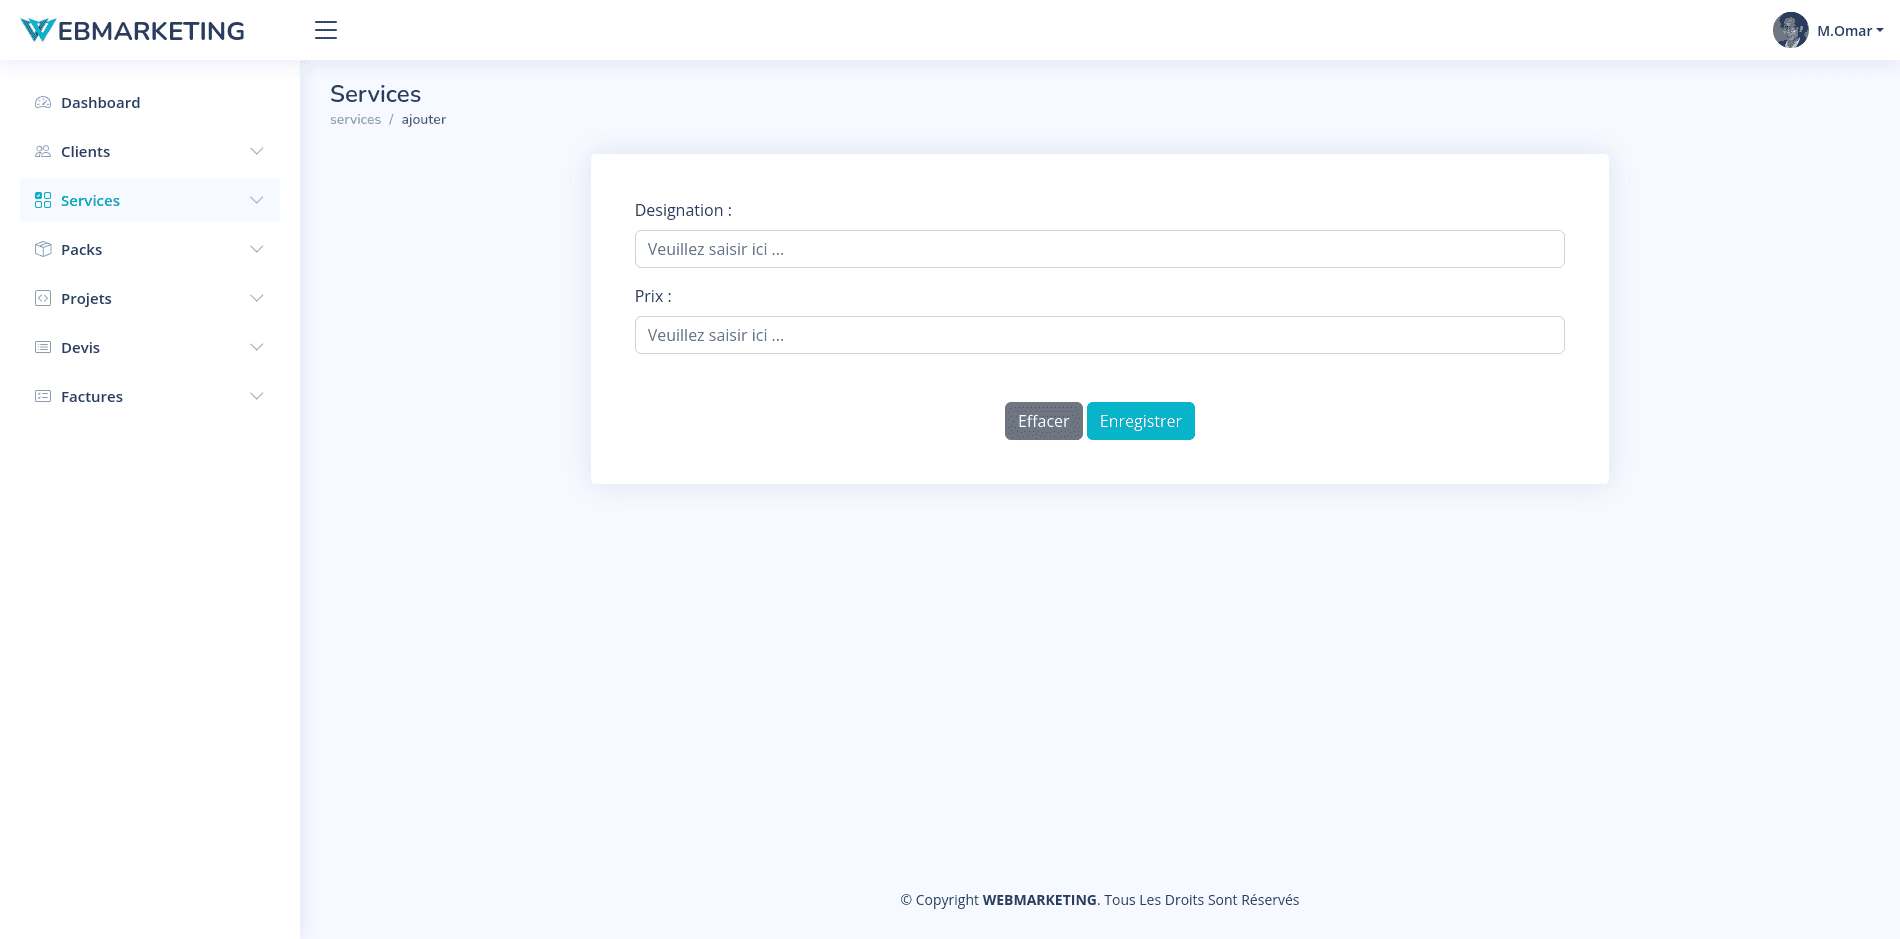 WEBMARKETING
M.Omar
Dashboard
Clients
Services
Packs
Projets
Devis
Factures
Services
services / ajouter
Designation :
Veuillez saisir ici ...
Prix :
Veuillez saisir ici ...
Effacer Enregistrer
© Copyright WEBMARKETING. Tous Les Droits Sont Réservés